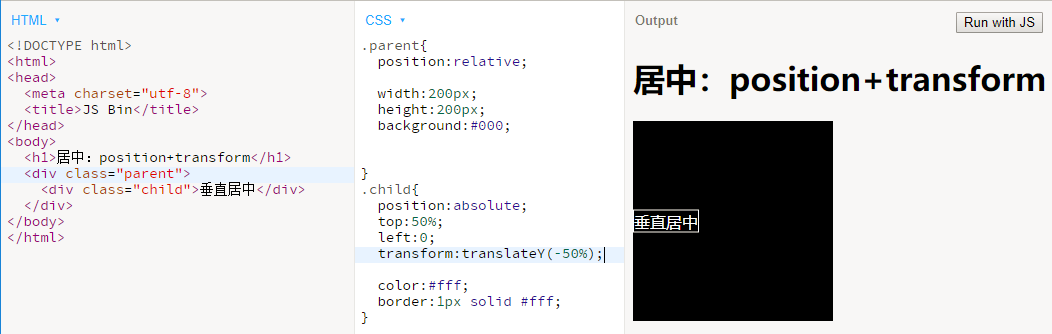 HTML
<!DOCTYPE html>
<html>
<head>
  <meta charset="utf-8">
  <title>JS Bin</title>
</head>
<body>
  <h1>居中：position+transform</h1>
  <div class="parent">
    <div class="child">垂直居中</div>
  </div>
</body>
</html>
CSS
.parent{
  position:relative;
  width:200px;
  height:200px;
  background:#000;
}
.child{
  position:absolute;
  top:50%;
  left:0;
  transform:translateY(-50%);
  color:#fff;
  border:1px solid #fff;
}
Output
Run with JS
居中：position+transform
垂直居中